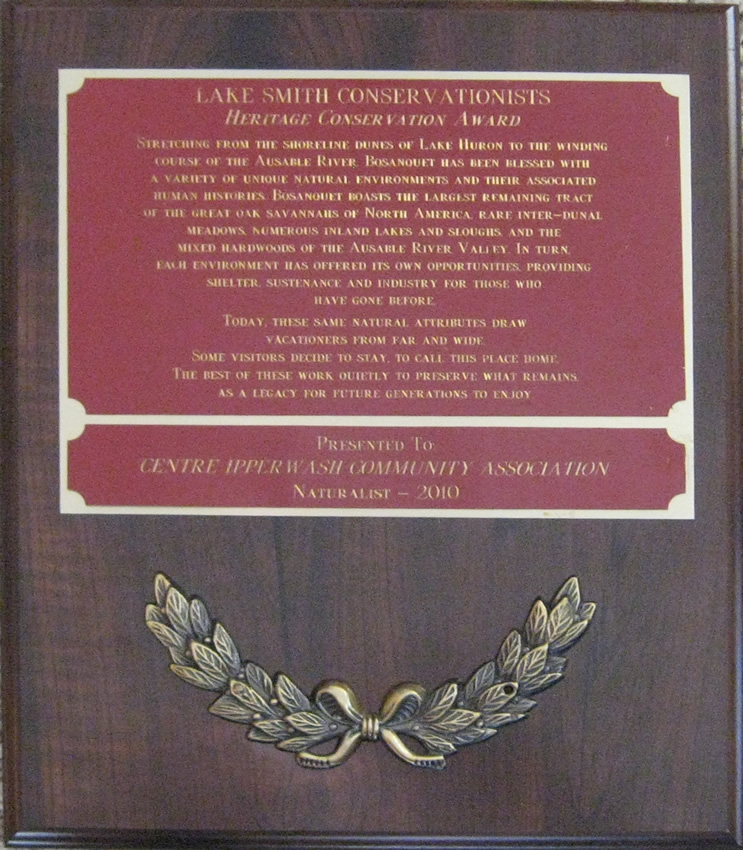 LAKE SMITH CONSERVATIONISTS
HERITAGE CONSERVATION AWARD
STRETCHING FROM THE SHORELINE DUNES OF LAKE HURON TO THE WINDING
COURSE OF THE AUSABLE RIVER, BOSANQUET HAS BEEN BLESSED WITH
A VARIETY OF UNIQUE NATURAL ENVIRONMENTS AND THEIR ASSOCIATED
HUMAN HISTORIES. BOSANQUET BOASTS THE LARGEST REMAINING TRACT
OF THE GREAT OAK SAVANNAHS OF NORTH AMERICA, RARE INTER-DUNAL
MEADOWS, NUMEROUS INLAND LAKES AND SLOUGHS, AND THE
MIXED HARDWOODS OF THE AUSABLE RIVER VALLEY. IN TURN,
EACH ENVIRONMENT HAS OFFERED ITS OWN OPPORTUNITIES, PROVIDING
SHELTER, SUSTENANCE AND INDUSTRY FOR THOSE WHO
HAVE GONE BEFORE.
TODAY, THESE SAME NATURAL ATTRIBUTES DRAW
VACATIONERS FROM FAR AND WIDE.
SOME VISITORS DECIDE TO STAY, TO CALL THIS PLACE HOME.
THE BEST OF THESE WORK QUIETLY TO PRESERVE WHAT REMAINS,
AS A LEGACY FOR FUTURE GENERATIONS TO ENJOY.
PRESENTED TO:
CENTRE IPPERWASH COMMUNITY ASSOCIATION
NATURALIST - 2010